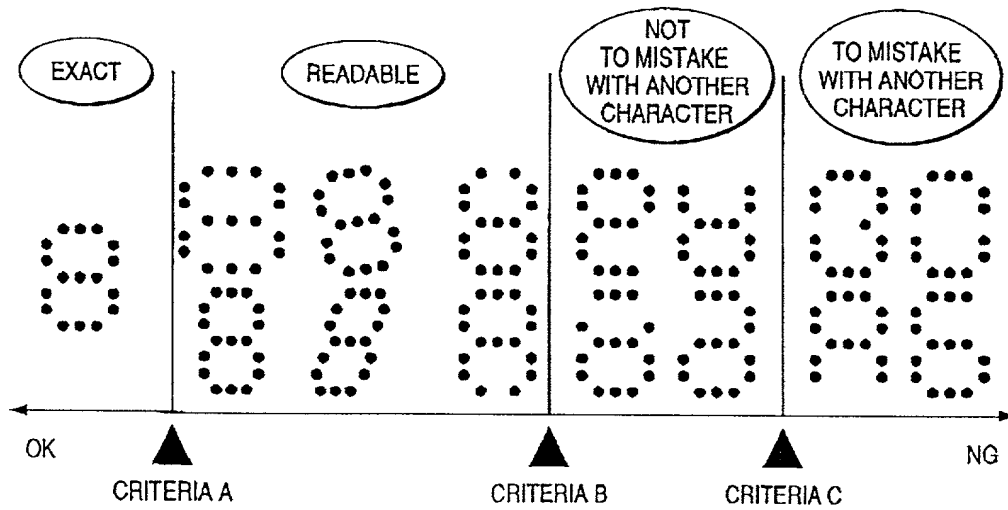 EXACT
READABLE
NOT
TO MISTAKE
WITH ANOTHER
CHARACTER
TO MISTAKE
WITH ANOTHER
CHARACTER
OK
NG
CRITERIA A
CRITERIA B
CRITERIA C